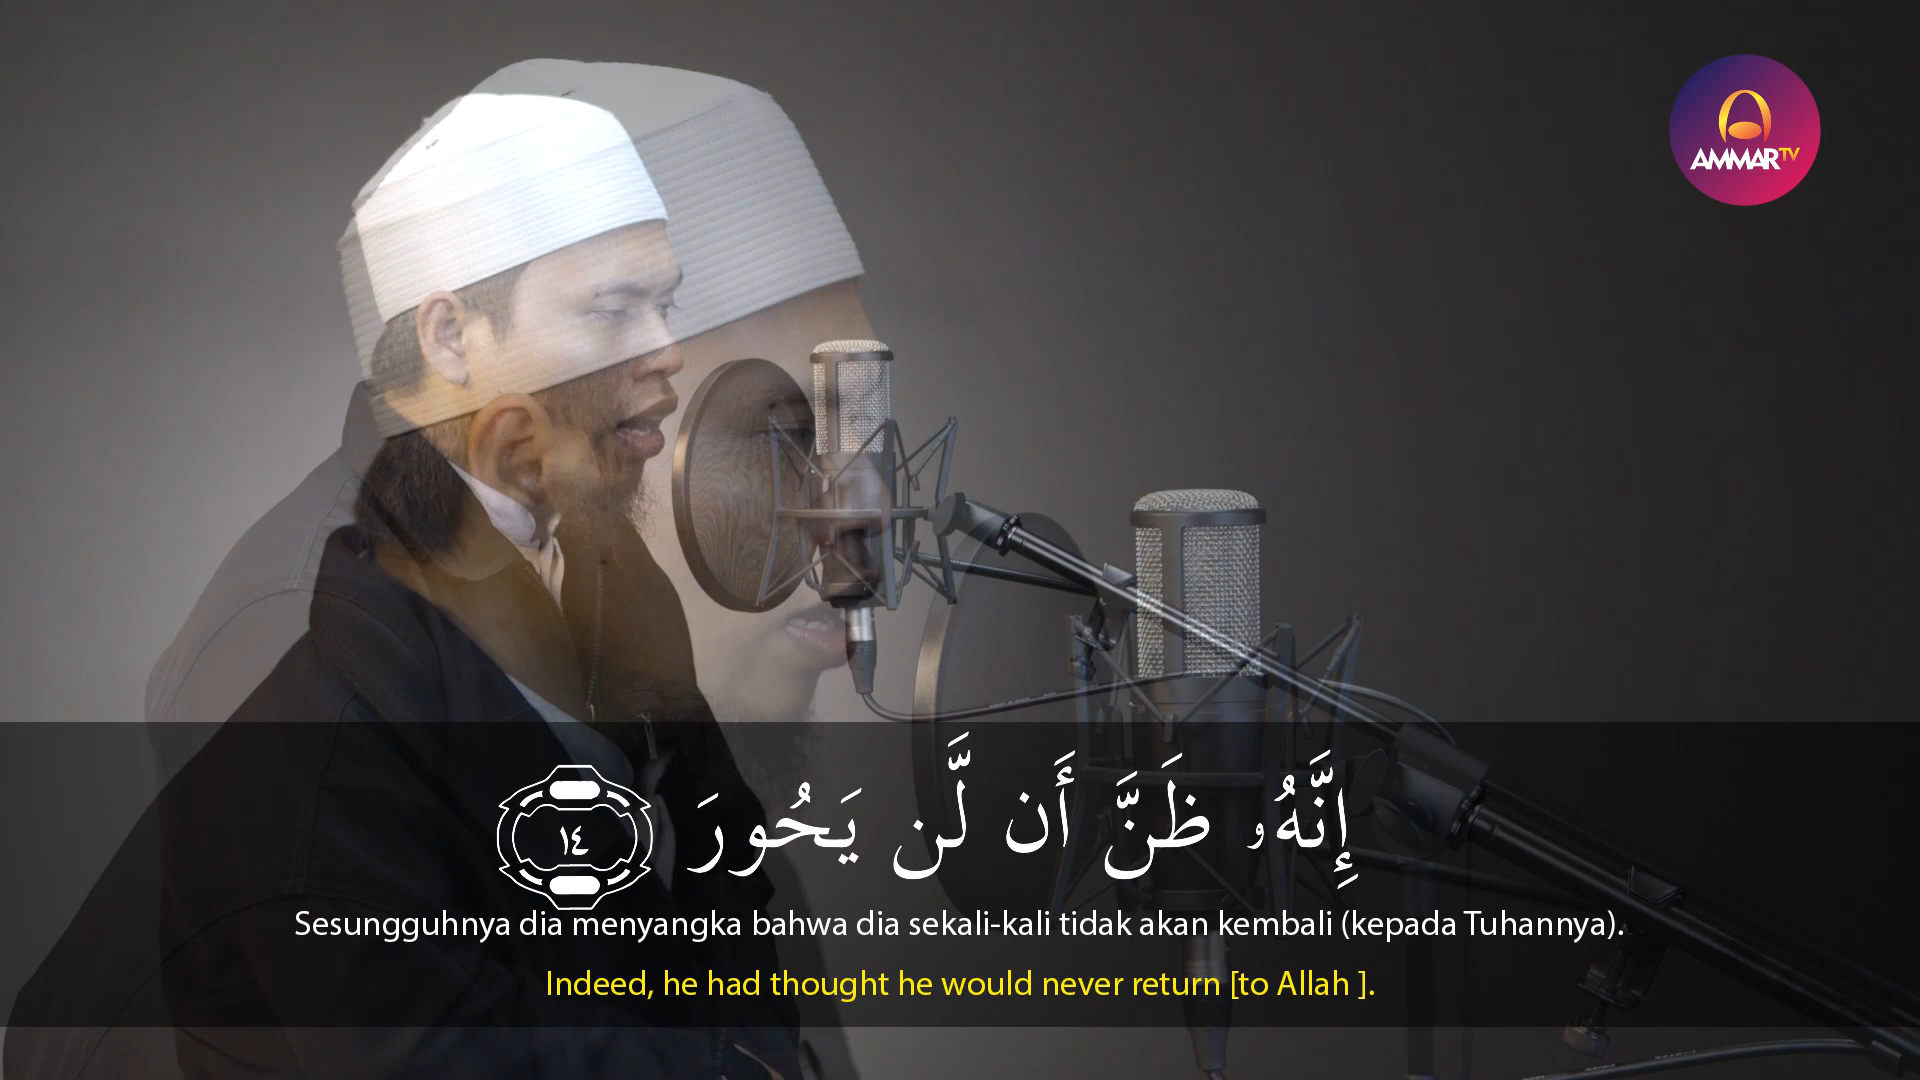 AMMARTV
إِنَّهُۥ ظَنَّ أَن لَّن يَحُورَ ١٤
Sesungguhnya dia menyangka bahwa dia sekali-kali tidak akan kembali (kepada Tuhannya).
Indeed, he had thought he would never return [to Allah ].